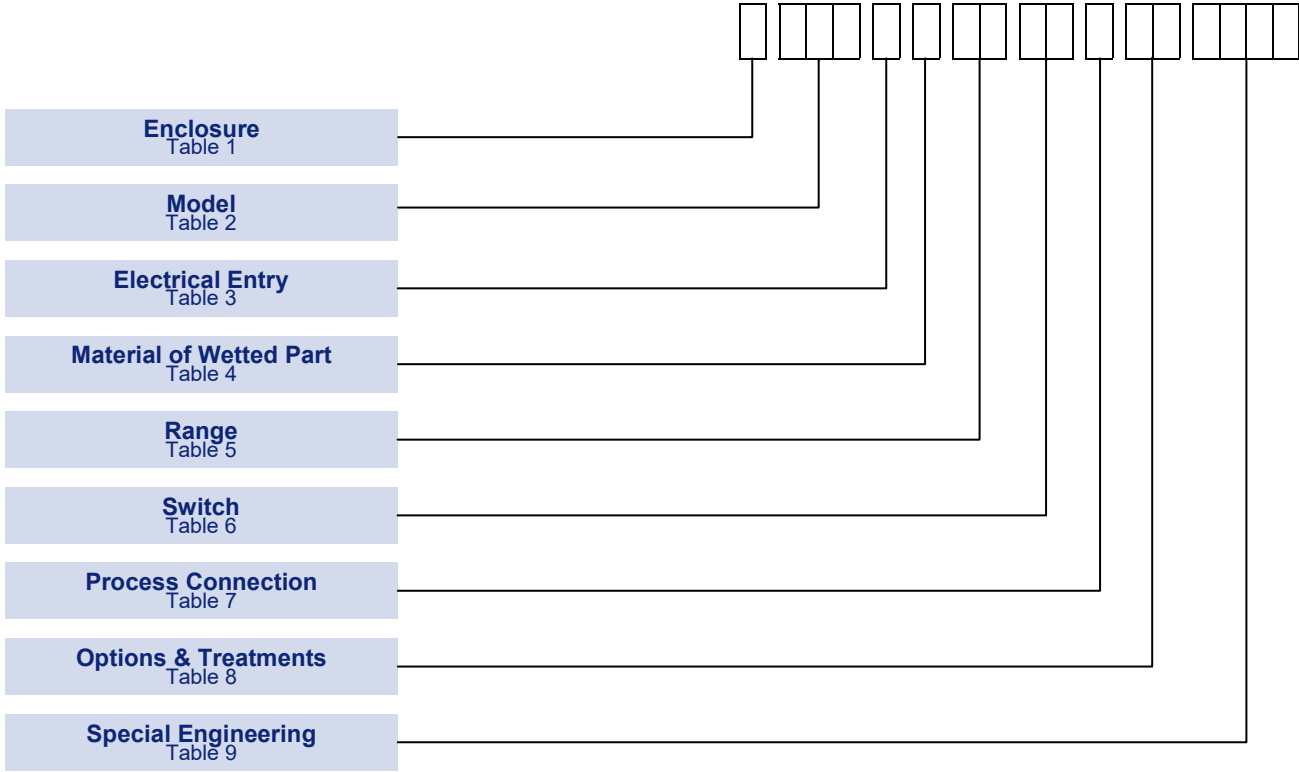 Enclosure
Table 1
Model
Table 2
Electrical Entry
Table 3
Material of Wetted Part
Table 4
Range
Table 5
Switch
Table 6
Process Connection
Table 7
Options & Treatments
Table 8
Special Engineering
Table 9